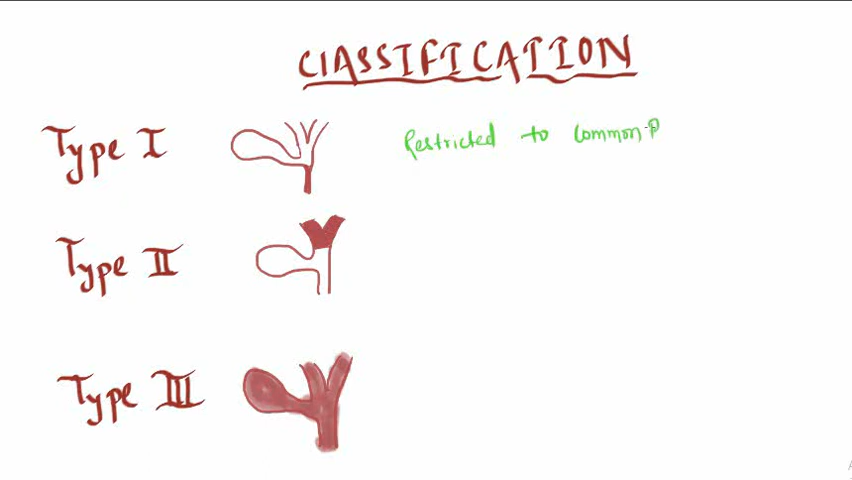 CLASSIFICATION
Type I
Restricted to Common
Type II
Type III